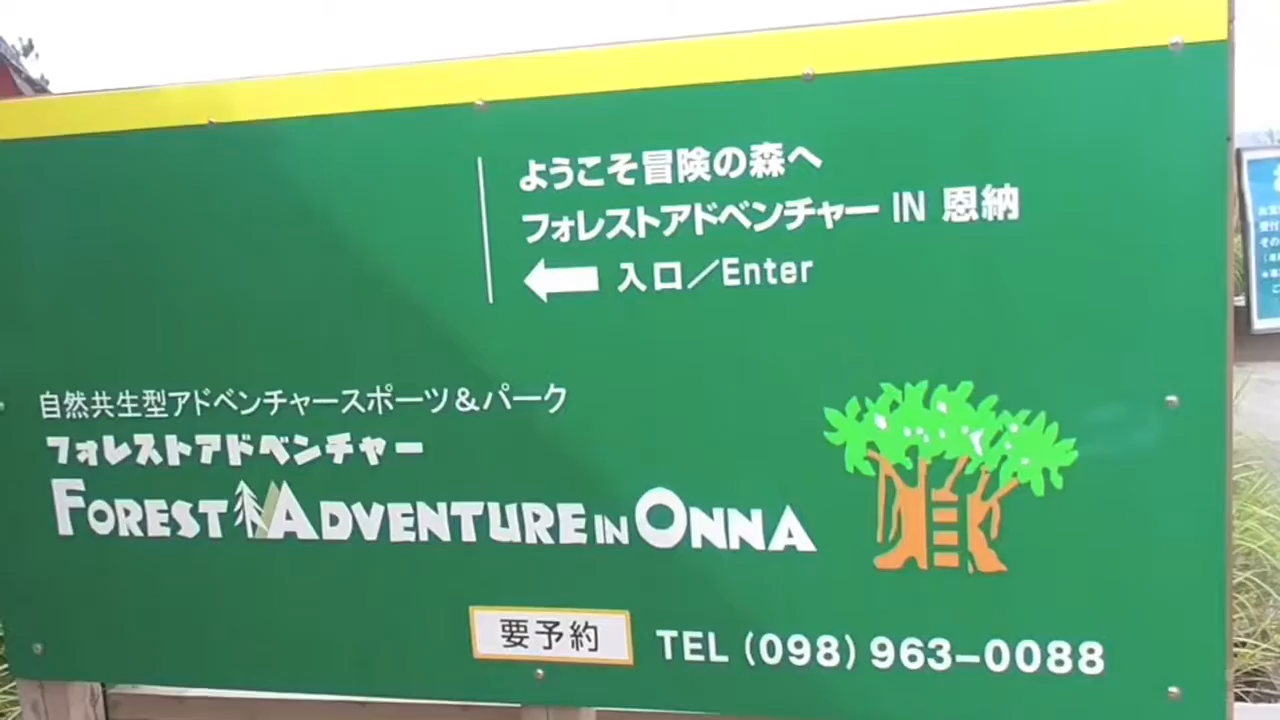 ようこそ冒険の森へ
フォレストアドベンチャー IN 恩納
入口／Enter
自然共生型アドベンチャースポーツ&パーク
フォレストアドベンチャー
FOREST ADVENTURE IN ONNA
要予約 TEL (098) 963-0088